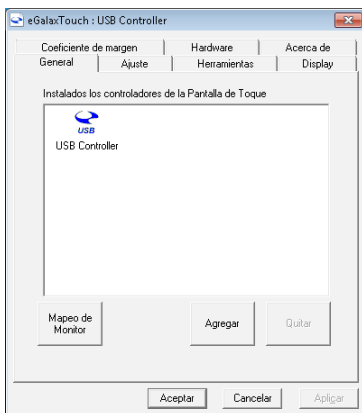 eGalaxTouch : USB Controller
Coeficiente de margen Hardware Acerca de
General Ajuste Herramientas Display
Instalados los controladores de la Pantalla de Toque
USB
USB Controller
Mapeo de
Monitor
Agregar
Quitar
Aceptar Cancelar Aplicar